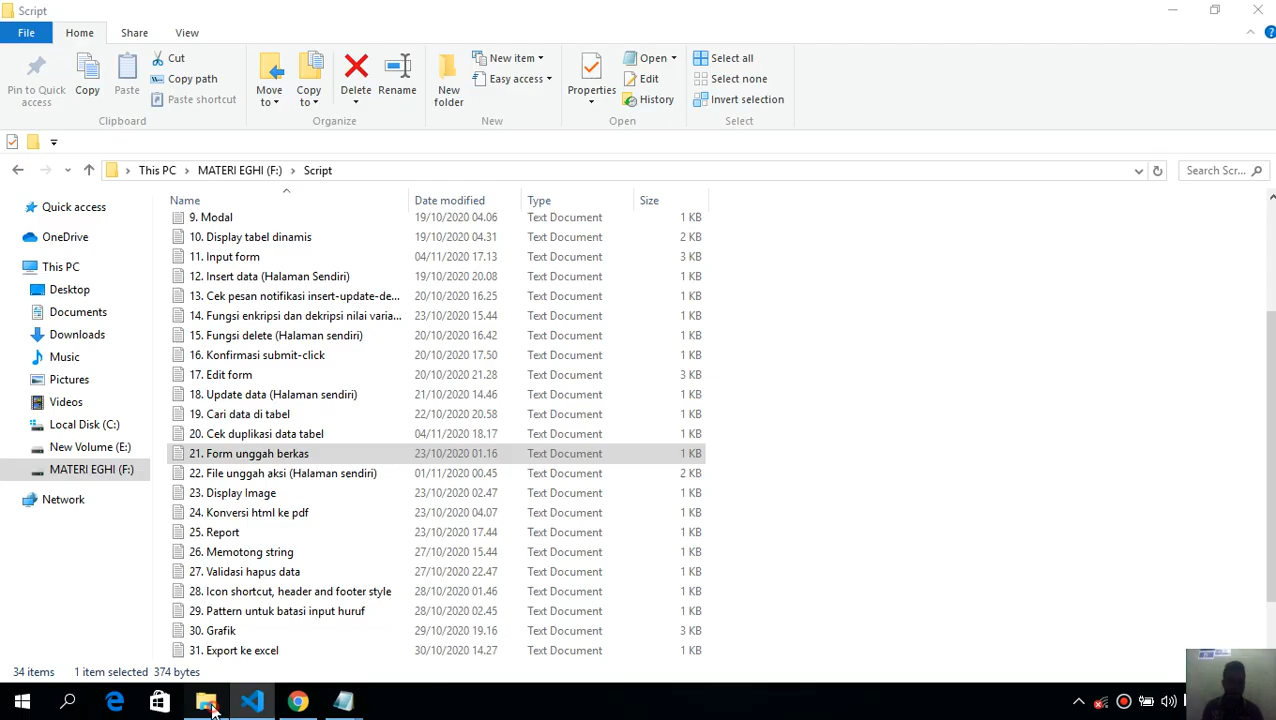 Script
File Home Share View
Pin to Quick access
Copy
Paste
Cut
Copy path
Paste shortcut
Move to
Copy to
Delete
Rename
New folder
New item
Easy access
Properties
Open
Edit
History
Select all
Select none
Invert selection
Clipboard Organize New Open Select
This PC MATERI EGHI (F:) Script
Search Scr...
Name Date modified Type Size
Quick access
OneDrive
This PC
Desktop
Documents
Downloads
Music
Pictures
Videos
Local Disk (C:)
New Volume (E:)
MATERI EGHI (F:)
Network
9. Modal 19/10/2020 04.06 Text Document 1 KB
10. Display tabel dinamis 19/10/2020 04.31 Text Document 2 KB
11. Input form 04/11/2020 17.13 Text Document 3 KB
12. Insert data (Halaman Sendiri) 19/10/2020 20.08 Text Document 1 KB
13. Cek pesan notifikasi insert-update-de... 20/10/2020 16.25 Text Document 1 KB
14. Fungsi enkripsi dan dekripsi nilai varia... 23/10/2020 15.44 Text Document 1 KB
15. Fungsi delete (Halaman sendiri) 20/10/2020 16.42 Text Document 1 KB
16. Konfirmasi submit-click 20/10/2020 17.50 Text Document 1 KB
17. Edit form 20/10/2020 21.28 Text Document 3 KB
18. Update data (Halaman sendiri) 21/10/2020 14.46 Text Document 1 KB
19. Cari data di tabel 22/10/2020 20.58 Text Document 1 KB
20. Cek duplikasi data tabel 04/11/2020 18.17 Text Document 1 KB
21. Form unggah berkas 23/10/2020 01.16 Text Document 1 KB
22. File unggah aksi (Halaman sendiri) 01/11/2020 00.45 Text Document 2 KB
23. Display Image 23/10/2020 02.47 Text Document 1 KB
24. Konversi html ke pdf 23/10/2020 04.07 Text Document 1 KB
25. Report 23/10/2020 17.44 Text Document 1 KB
26. Memotong string 27/10/2020 15.44 Text Document 1 KB
27. Validasi hapus data 27/10/2020 22.47 Text Document 1 KB
28. Icon shortcut, header and footer style 28/10/2020 01.46 Text Document 1 KB
29. Pattern untuk batasi input huruf 28/10/2020 02.45 Text Document 1 KB
30. Grafik 29/10/2020 19.16 Text Document 3 KB
31. Export ke excel 30/10/2020 14.27 Text Document 1 KB
34 items 1 item selected 374 bytes